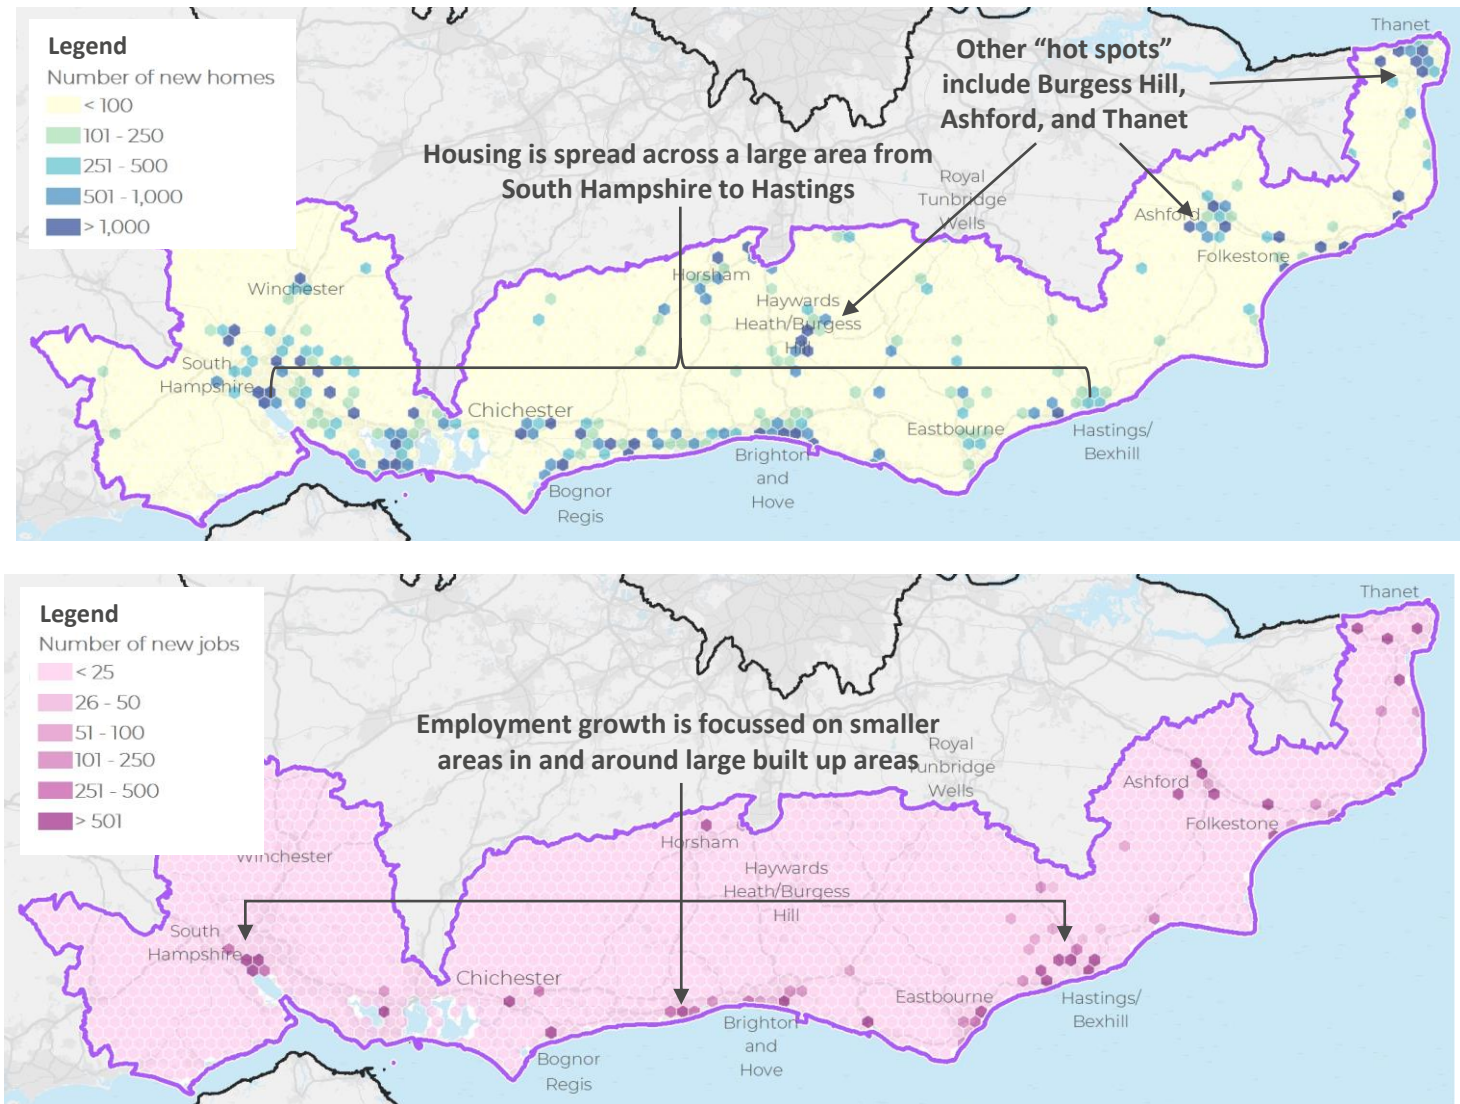 Legend
Number of new homes
< 100
101 - 250
251 - 500
501 - 1,000
> 1,000
Other “hot spots”
include Burgess Hill,
Ashford, and Thanet
Housing is spread across a large area from
South Hampshire to Hastings
Thanet
Royal
Tunbridge
Wells
Ashford
Folkestone
Winchester
Horsham
Haywards
Heath/Burgess
Hill
South
Hampshire
Chichester
Eastbourne
Hastings/
Bexhill
Brighton
and
Hove
Bognor
Regis
Legend
Number of new jobs
< 25
26 - 50
51 - 100
101 - 250
251 - 500
> 501
Employment growth is focussed on smaller
areas in and around large built up areas
Thanet
Royal
Tunbridge
Wells
Ashford
Folkestone
Winchester
Horsham
Haywards
Heath/Burgess
Hill
South
Hampshire
Chichester
Eastbourne
Hastings/
Bexhill
Brighton
and
Hove
Bognor
Regis